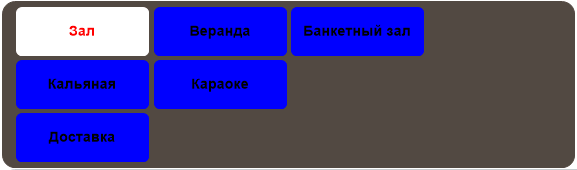 Зал
Веранда
Банкетный зал
Кальяная
Караоке
Доставка